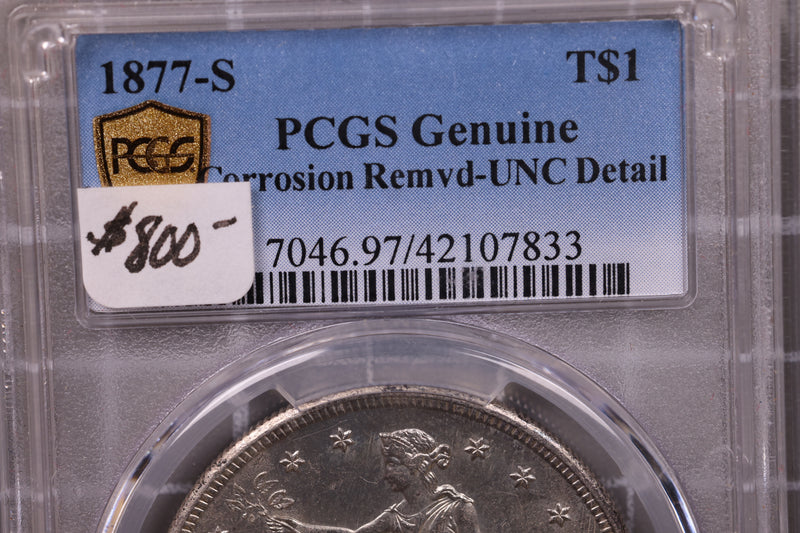 1877-S T$1
PCGS
PCGS Genuine
Corrosion Remvd-UNC Detail
$800-
7046.97/42107833